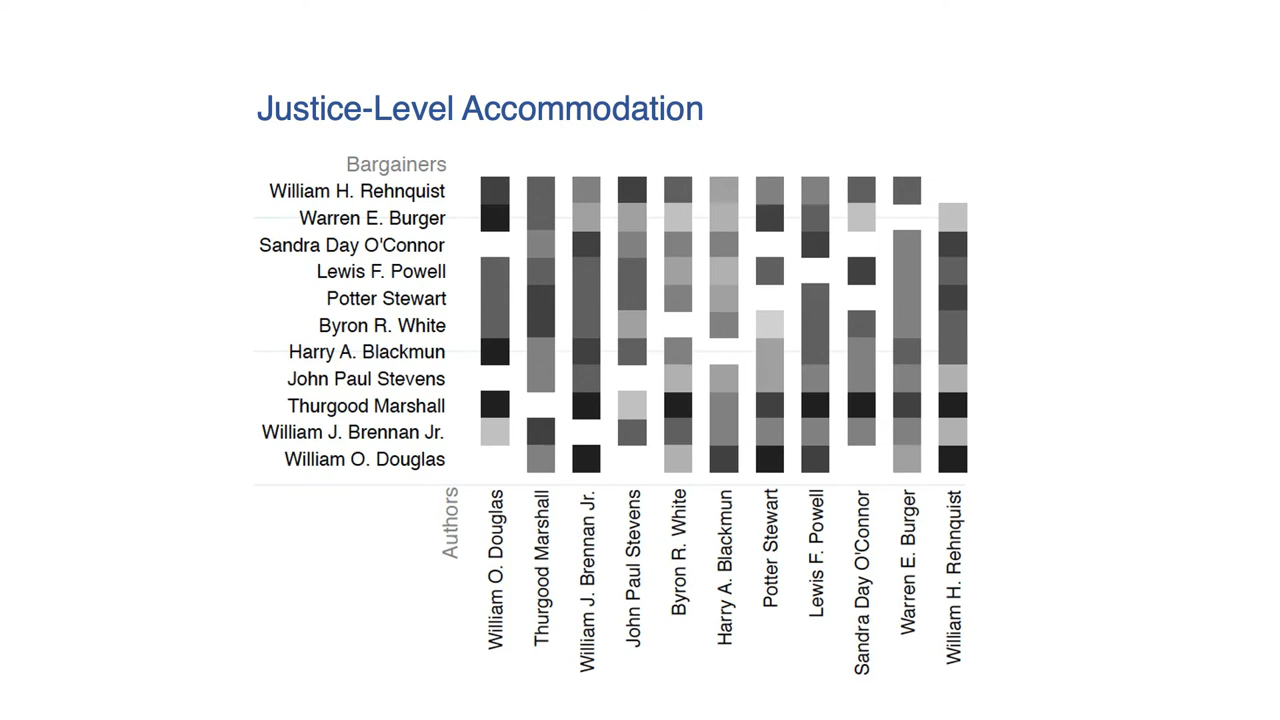 Justice-Level Accommodation
Bargainers
William H. Rehnquist
Warren E. Burger
Sandra Day O'Connor
Lewis F. Powell
Potter Stewart
Byron R. White
Harry A. Blackmun
John Paul Stevens
Thurgood Marshall
William J. Brennan Jr.
William O. Douglas
Authors
William O. Douglas
Thurgood Marshall
William J. Brennan Jr.
John Paul Stevens
Byron R. White
Harry A. Blackmun
Potter Stewart
Lewis F. Powell
Sandra Day O'Connor
Warren E. Burger
William H. Rehnquist